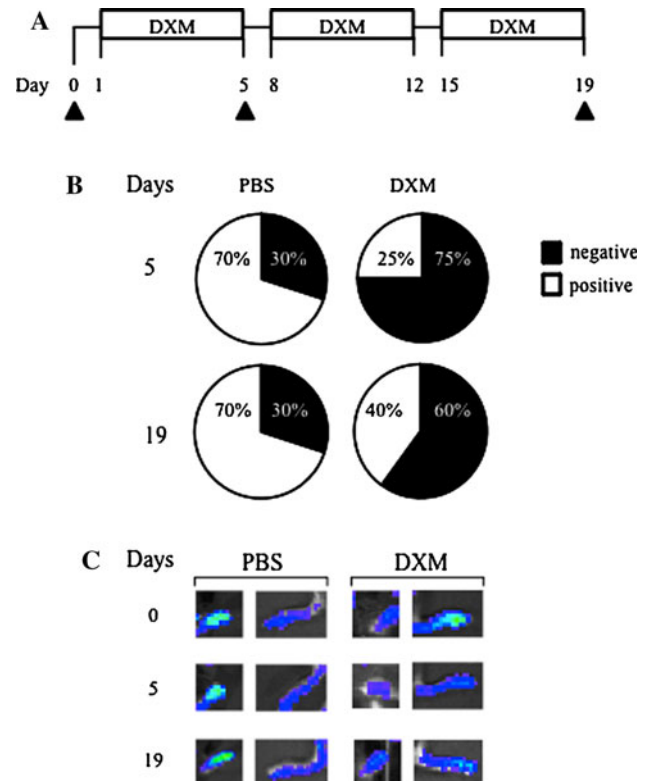 A
DXM DXM DXM
Day 0 1 5 8 12 15 19
B Days PBS DXM
70% 30% 25% 75%
5
negative
positive
70% 30% 40% 60%
19
C Days PBS DXM
0
5
19